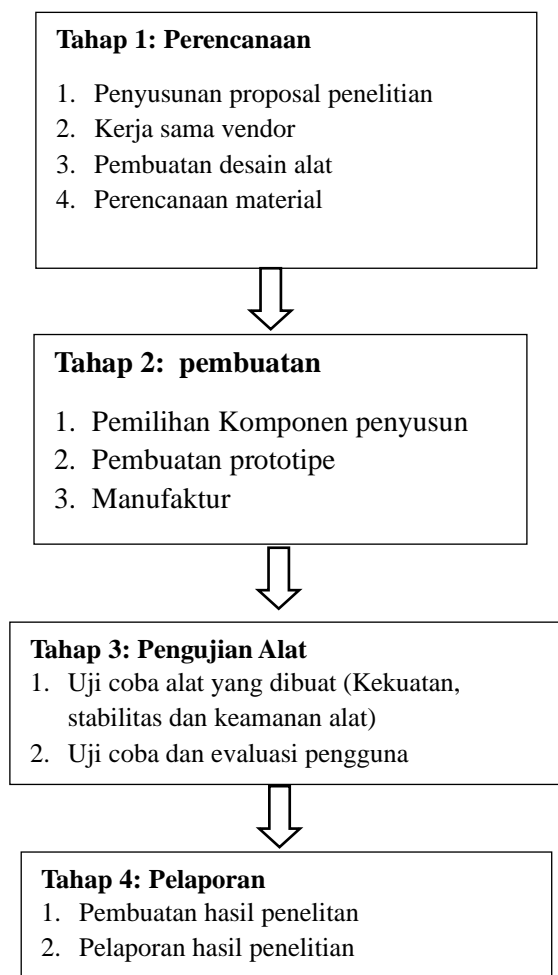 Tahap 1: Perencanaan
1. Penyusunan proposal penelitian
2. Kerja sama vendor
3. Pembuatan desain alat
4. Perencanaan material
Tahap 2: pembuatan
1. Pemilihan Komponen penyusun
2. Pembuatan prototipe
3. Manufaktur
Tahap 3: Pengujian Alat
1. Uji coba alat yang dibuat (Kekuatan,
stabilitas dan keamanan alat)
2. Uji coba dan evaluasi pengguna
Tahap 4: Pelaporan
1. Pembuatan hasil penelitan
2. Pelaporan hasil penelitian